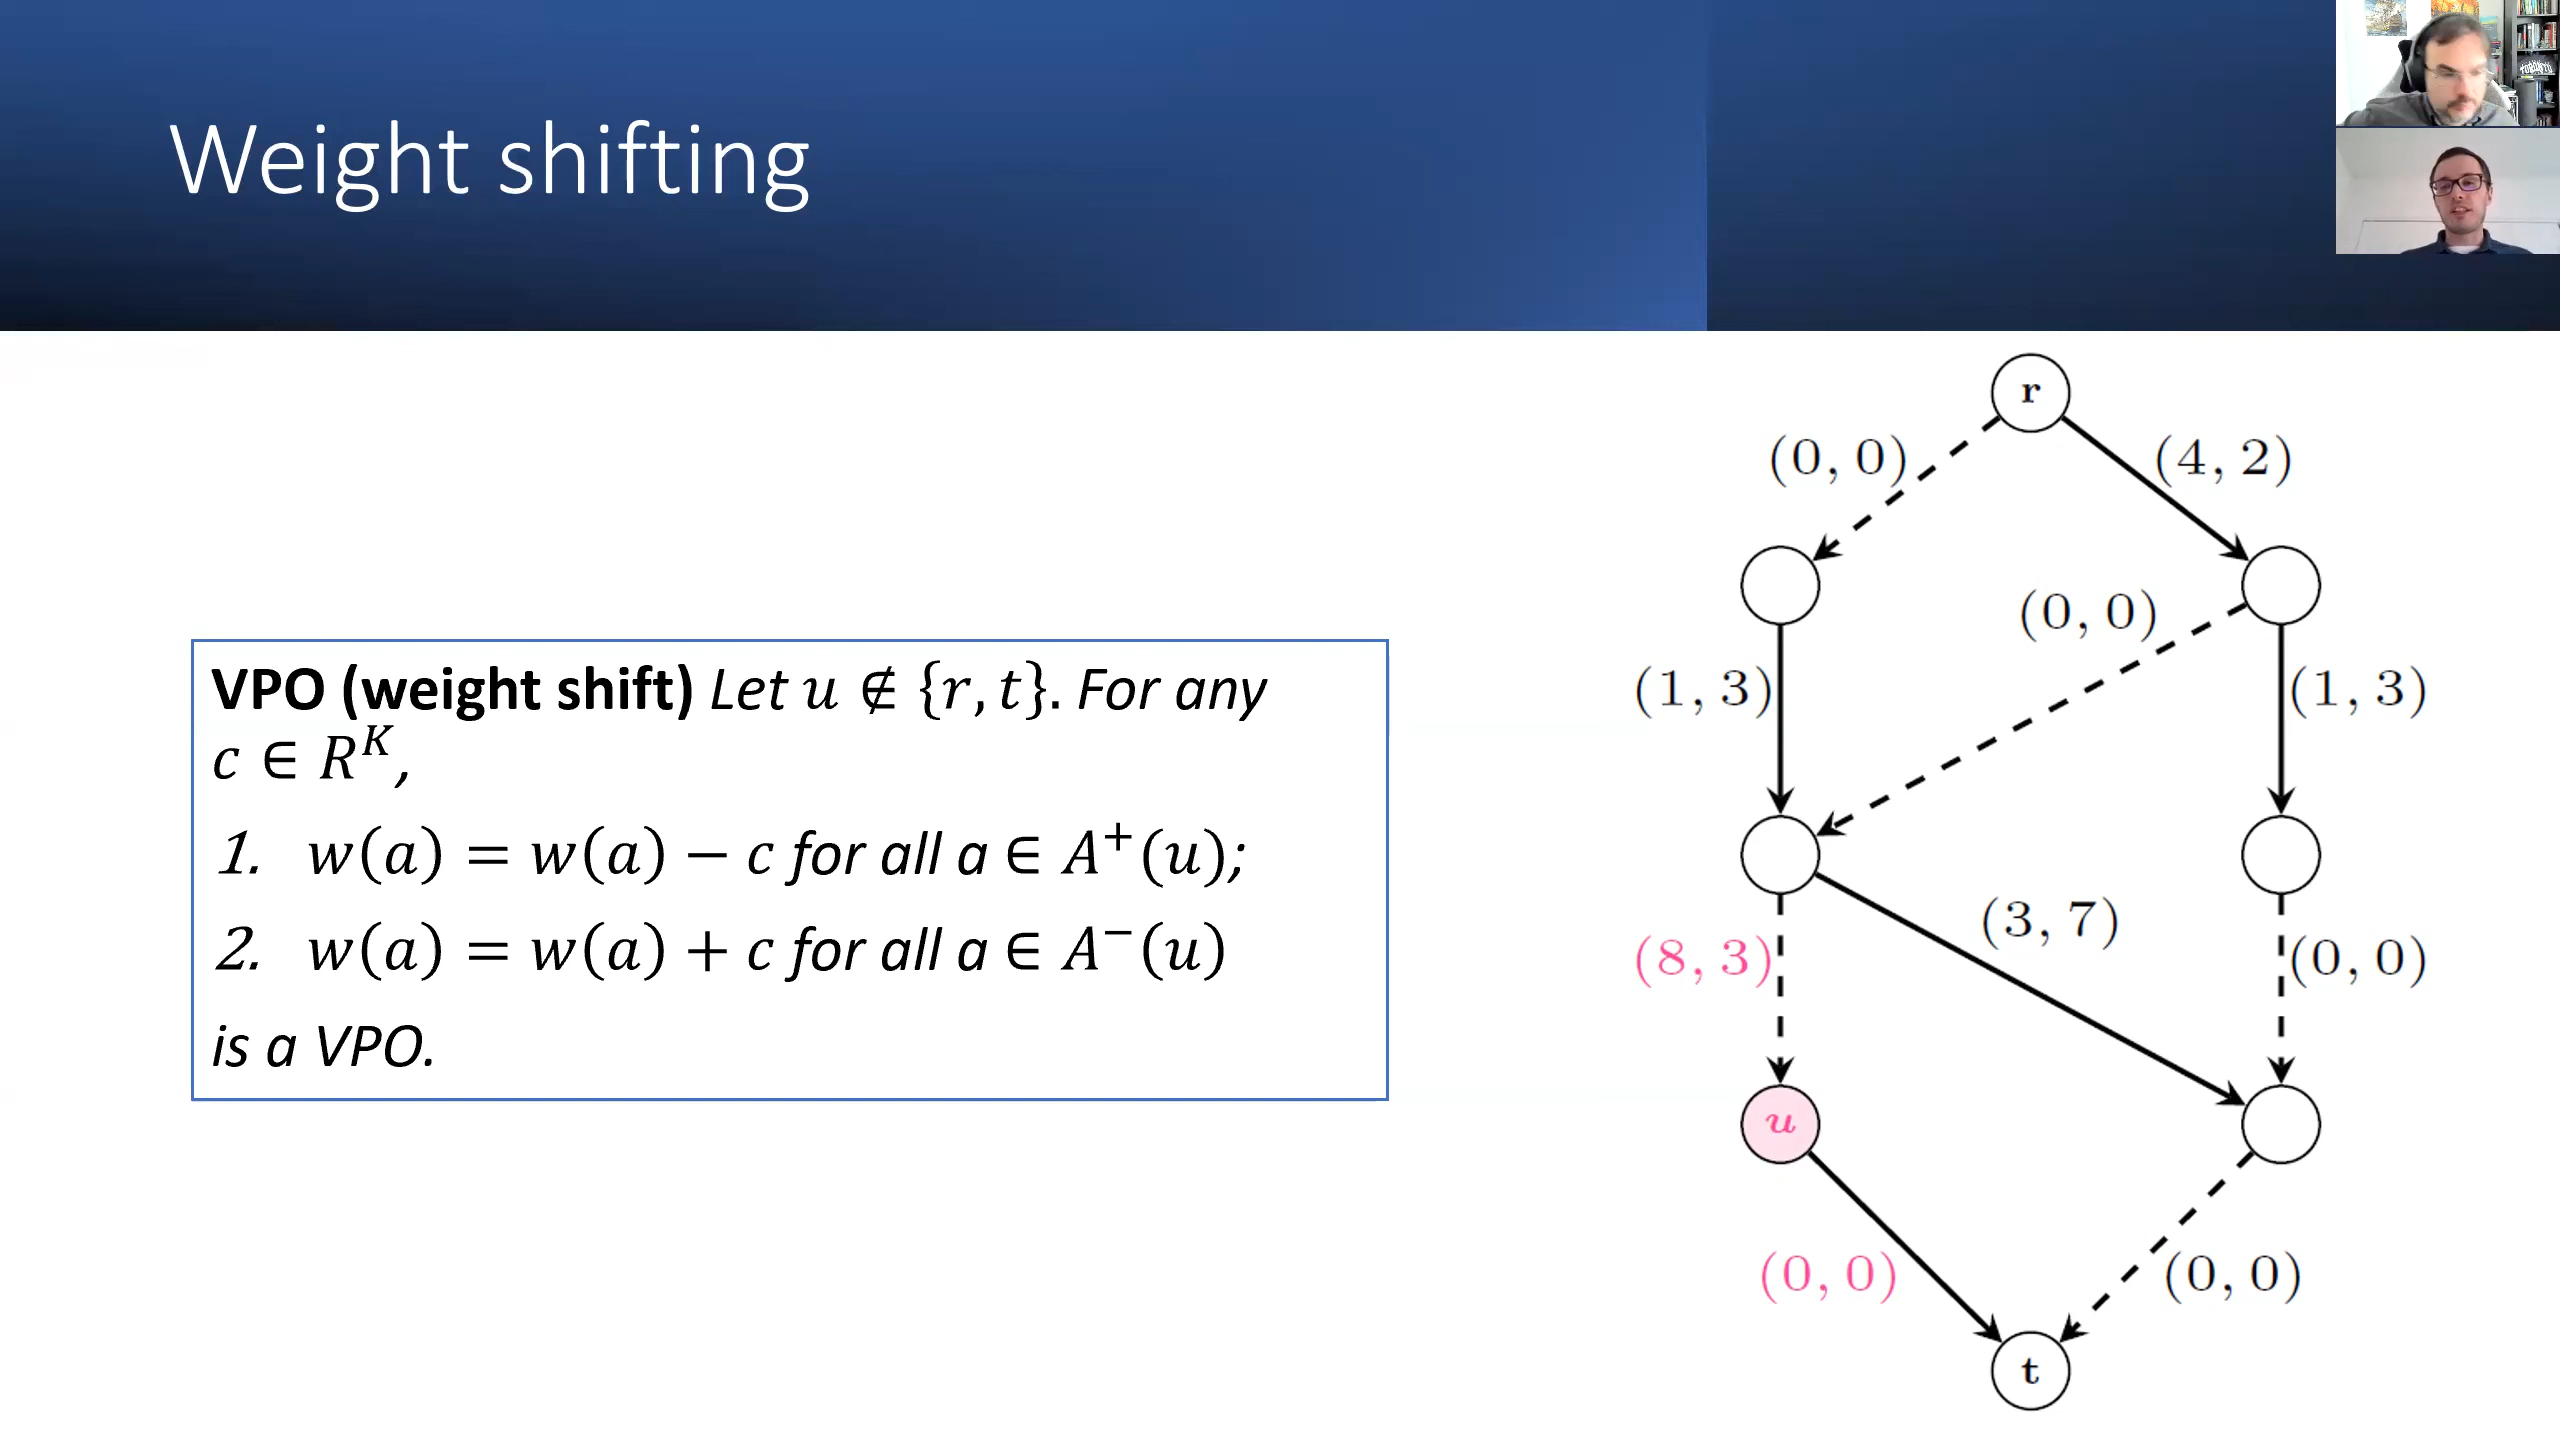 Weight shifting
VPO (weight shift) Let u ∉ {r, t}. For any
c ∈ R^K,
1. w(a) = w(a) − c for all a ∈ A⁺(u);
2. w(a) = w(a) + c for all a ∈ A⁻(u)
is a VPO.
r
(0, 0)
(4, 2)
(0, 0)
(1, 3)
(1, 3)
(3, 7)
(8, 3)
(0, 0)
u
(0, 0)
(0, 0)
t